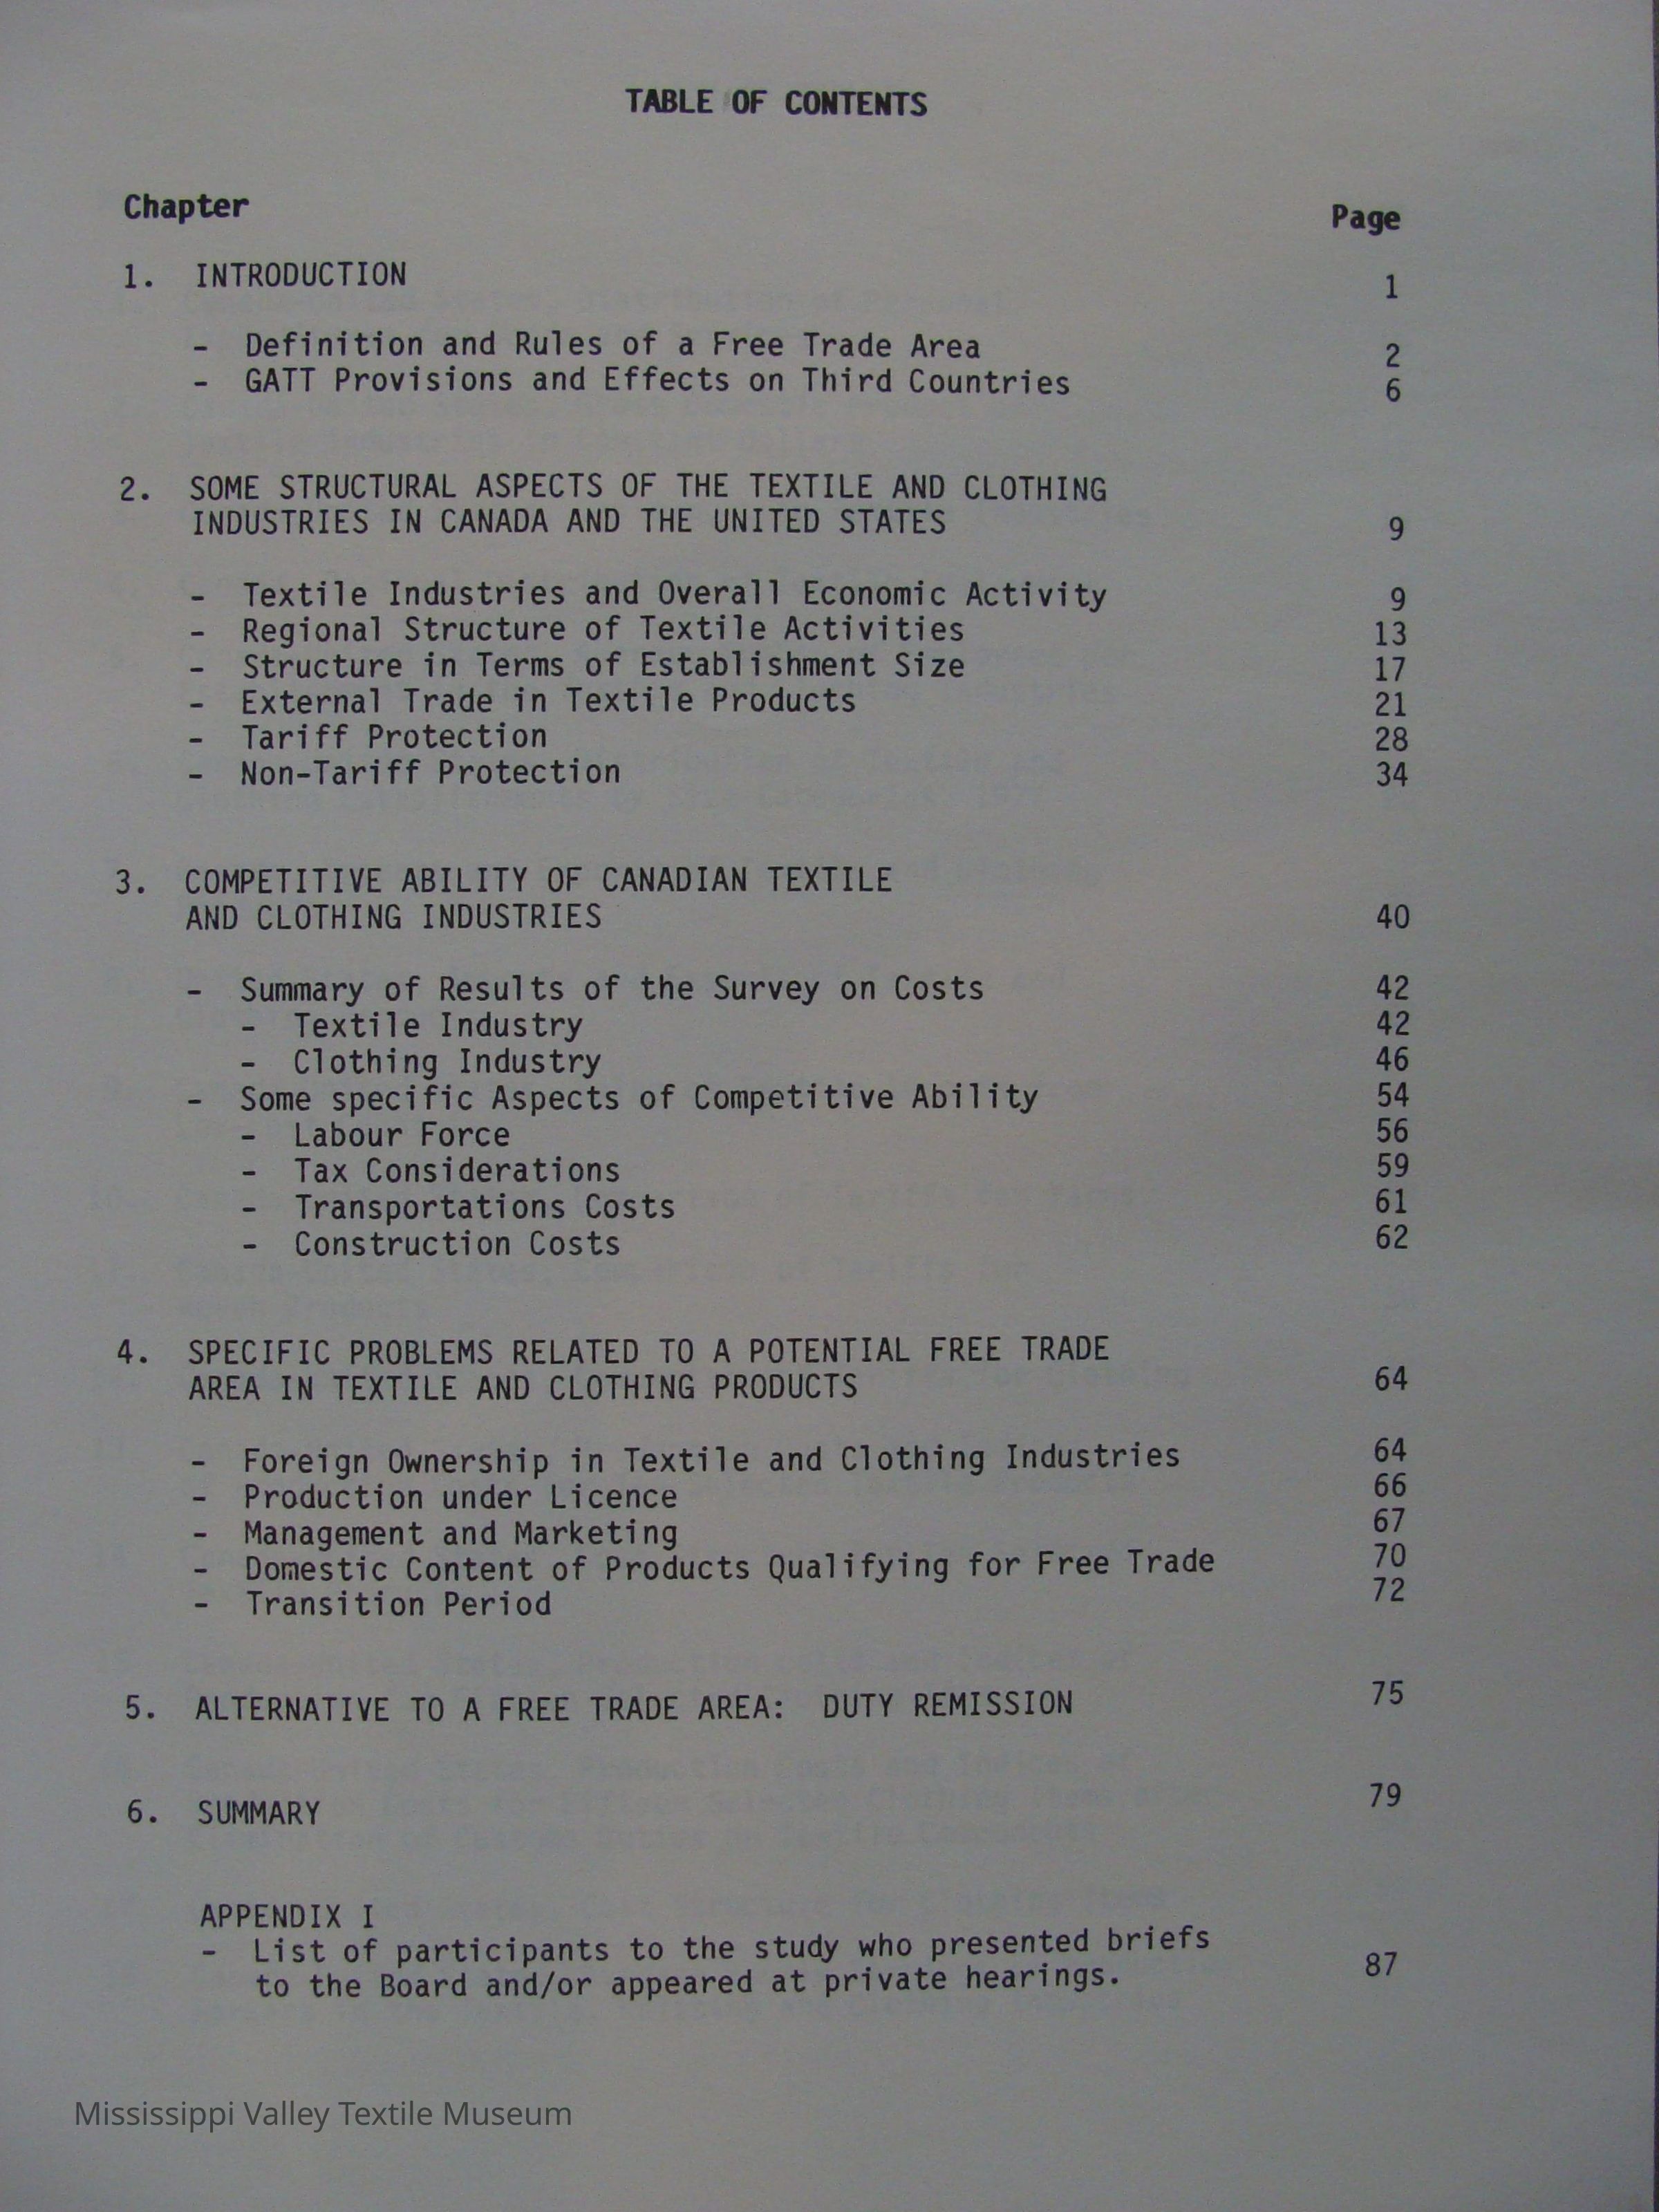 TABLE OF CONTENTS
Chapter Page
1. INTRODUCTION 1
- Definition and Rules of a Free Trade Area 2
- GATT Provisions and Effects on Third Countries 6
2. SOME STRUCTURAL ASPECTS OF THE TEXTILE AND CLOTHING
INDUSTRIES IN CANADA AND THE UNITED STATES 9
- Textile Industries and Overall Economic Activity 9
- Regional Structure of Textile Activities 13
- Structure in Terms of Establishment Size 17
- External Trade in Textile Products 21
- Tariff Protection 28
- Non-Tariff Protection 34
3. COMPETITIVE ABILITY OF CANADIAN TEXTILE
AND CLOTHING INDUSTRIES 40
- Summary of Results of the Survey on Costs 42
- Textile Industry 42
- Clothing Industry 46
- Some specific Aspects of Competitive Ability 54
- Labour Force 56
- Tax Considerations 59
- Transportations Costs 61
- Construction Costs 62
4. SPECIFIC PROBLEMS RELATED TO A POTENTIAL FREE TRADE
AREA IN TEXTILE AND CLOTHING PRODUCTS 64
- Foreign Ownership in Textile and Clothing Industries 64
- Production under Licence 66
- Management and Marketing 67
- Domestic Content of Products Qualifying for Free Trade 70
- Transition Period 72
5. ALTERNATIVE TO A FREE TRADE AREA: DUTY REMISSION 75
6. SUMMARY 79
APPENDIX I
- List of participants to the study who presented briefs
to the Board and/or appeared at private hearings. 87
Mississippi Valley Textile Museum